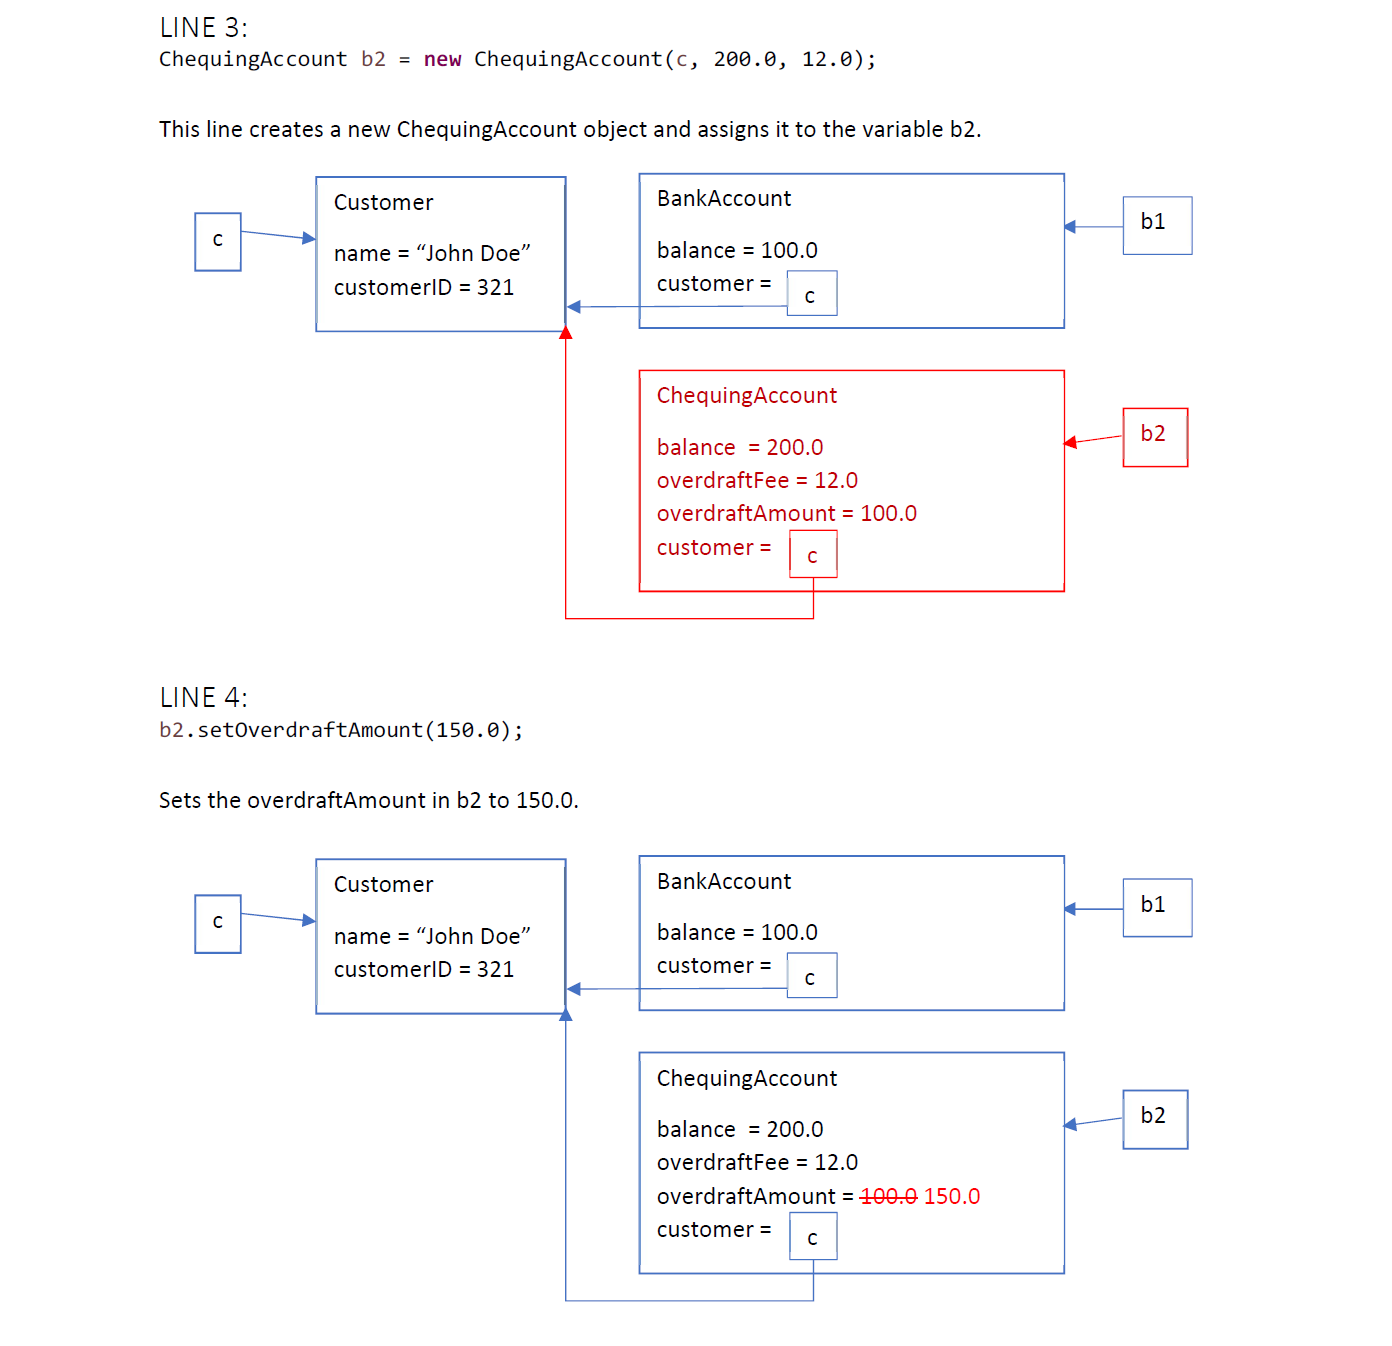 LINE 3:
ChequingAccount b2 = new ChequingAccount(c, 200.0, 12.0);
This line creates a new ChequingAccount object and assigns it to the variable b2.
c
Customer
name = “John Doe”
customerID = 321
BankAccount
balance = 100.0
customer =
c
b1
ChequingAccount
balance  = 200.0
overdraftFee = 12.0
overdraftAmount = 100.0
customer =
c
b2
LINE 4:
b2.setOverdraftAmount(150.0);
Sets the overdraftAmount in b2 to 150.0.
c
Customer
name = “John Doe”
customerID = 321
BankAccount
balance = 100.0
customer =
c
b1
ChequingAccount
balance  = 200.0
overdraftFee = 12.0
overdraftAmount = 100.0 150.0
customer =
c
b2